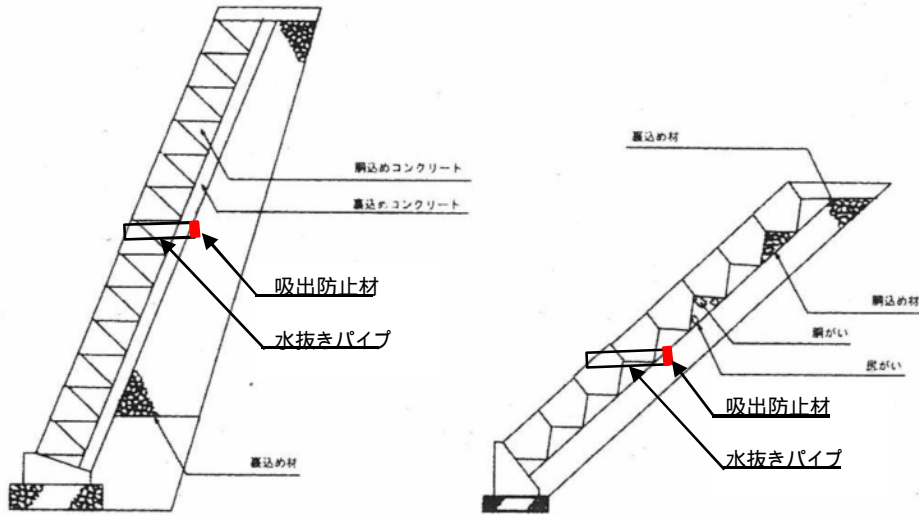 胴込めコンクリート
裏込めコンクリート
吸出防止材
水抜きパイプ
裏込め材
裏込め材
胴込め材
胴がい
尻がい
吸出防止材
水抜きパイプ